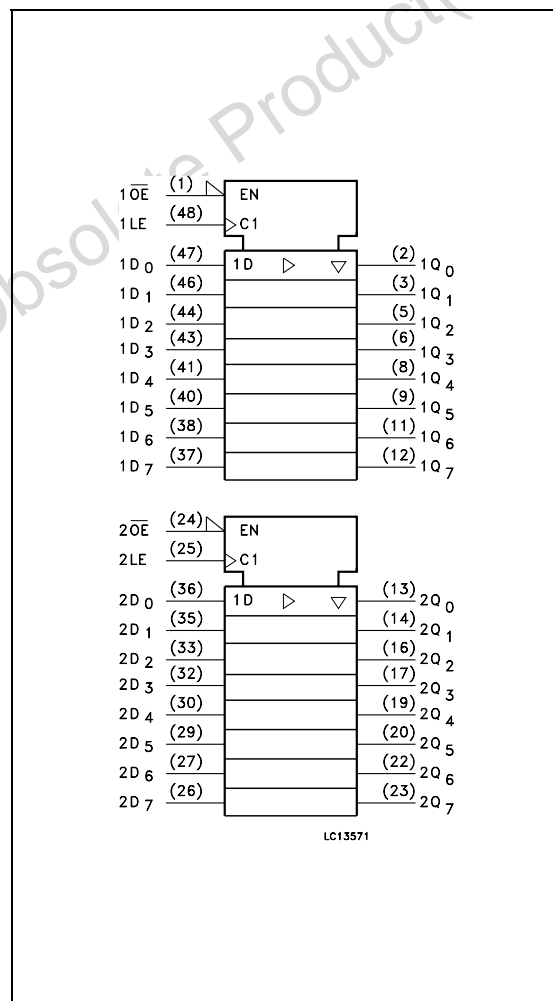 Obsolete Product(
1OE (1) EN
1LE (48) C1
1D0 (47) 1D (2) 1Q0
1D1 (46) (3) 1Q1
1D2 (44) (5) 1Q2
1D3 (43) (6) 1Q3
1D4 (41) (8) 1Q4
1D5 (40) (9) 1Q5
1D6 (38) (11) 1Q6
1D7 (37) (12) 1Q7
2OE (24) EN
2LE (25) C1
2D0 (36) 1D (13) 2Q0
2D1 (35) (14) 2Q1
2D2 (33) (16) 2Q2
2D3 (32) (17) 2Q3
2D4 (30) (19) 2Q4
2D5 (29) (20) 2Q5
2D6 (27) (22) 2Q6
2D7 (26) (23) 2Q7
LC13571